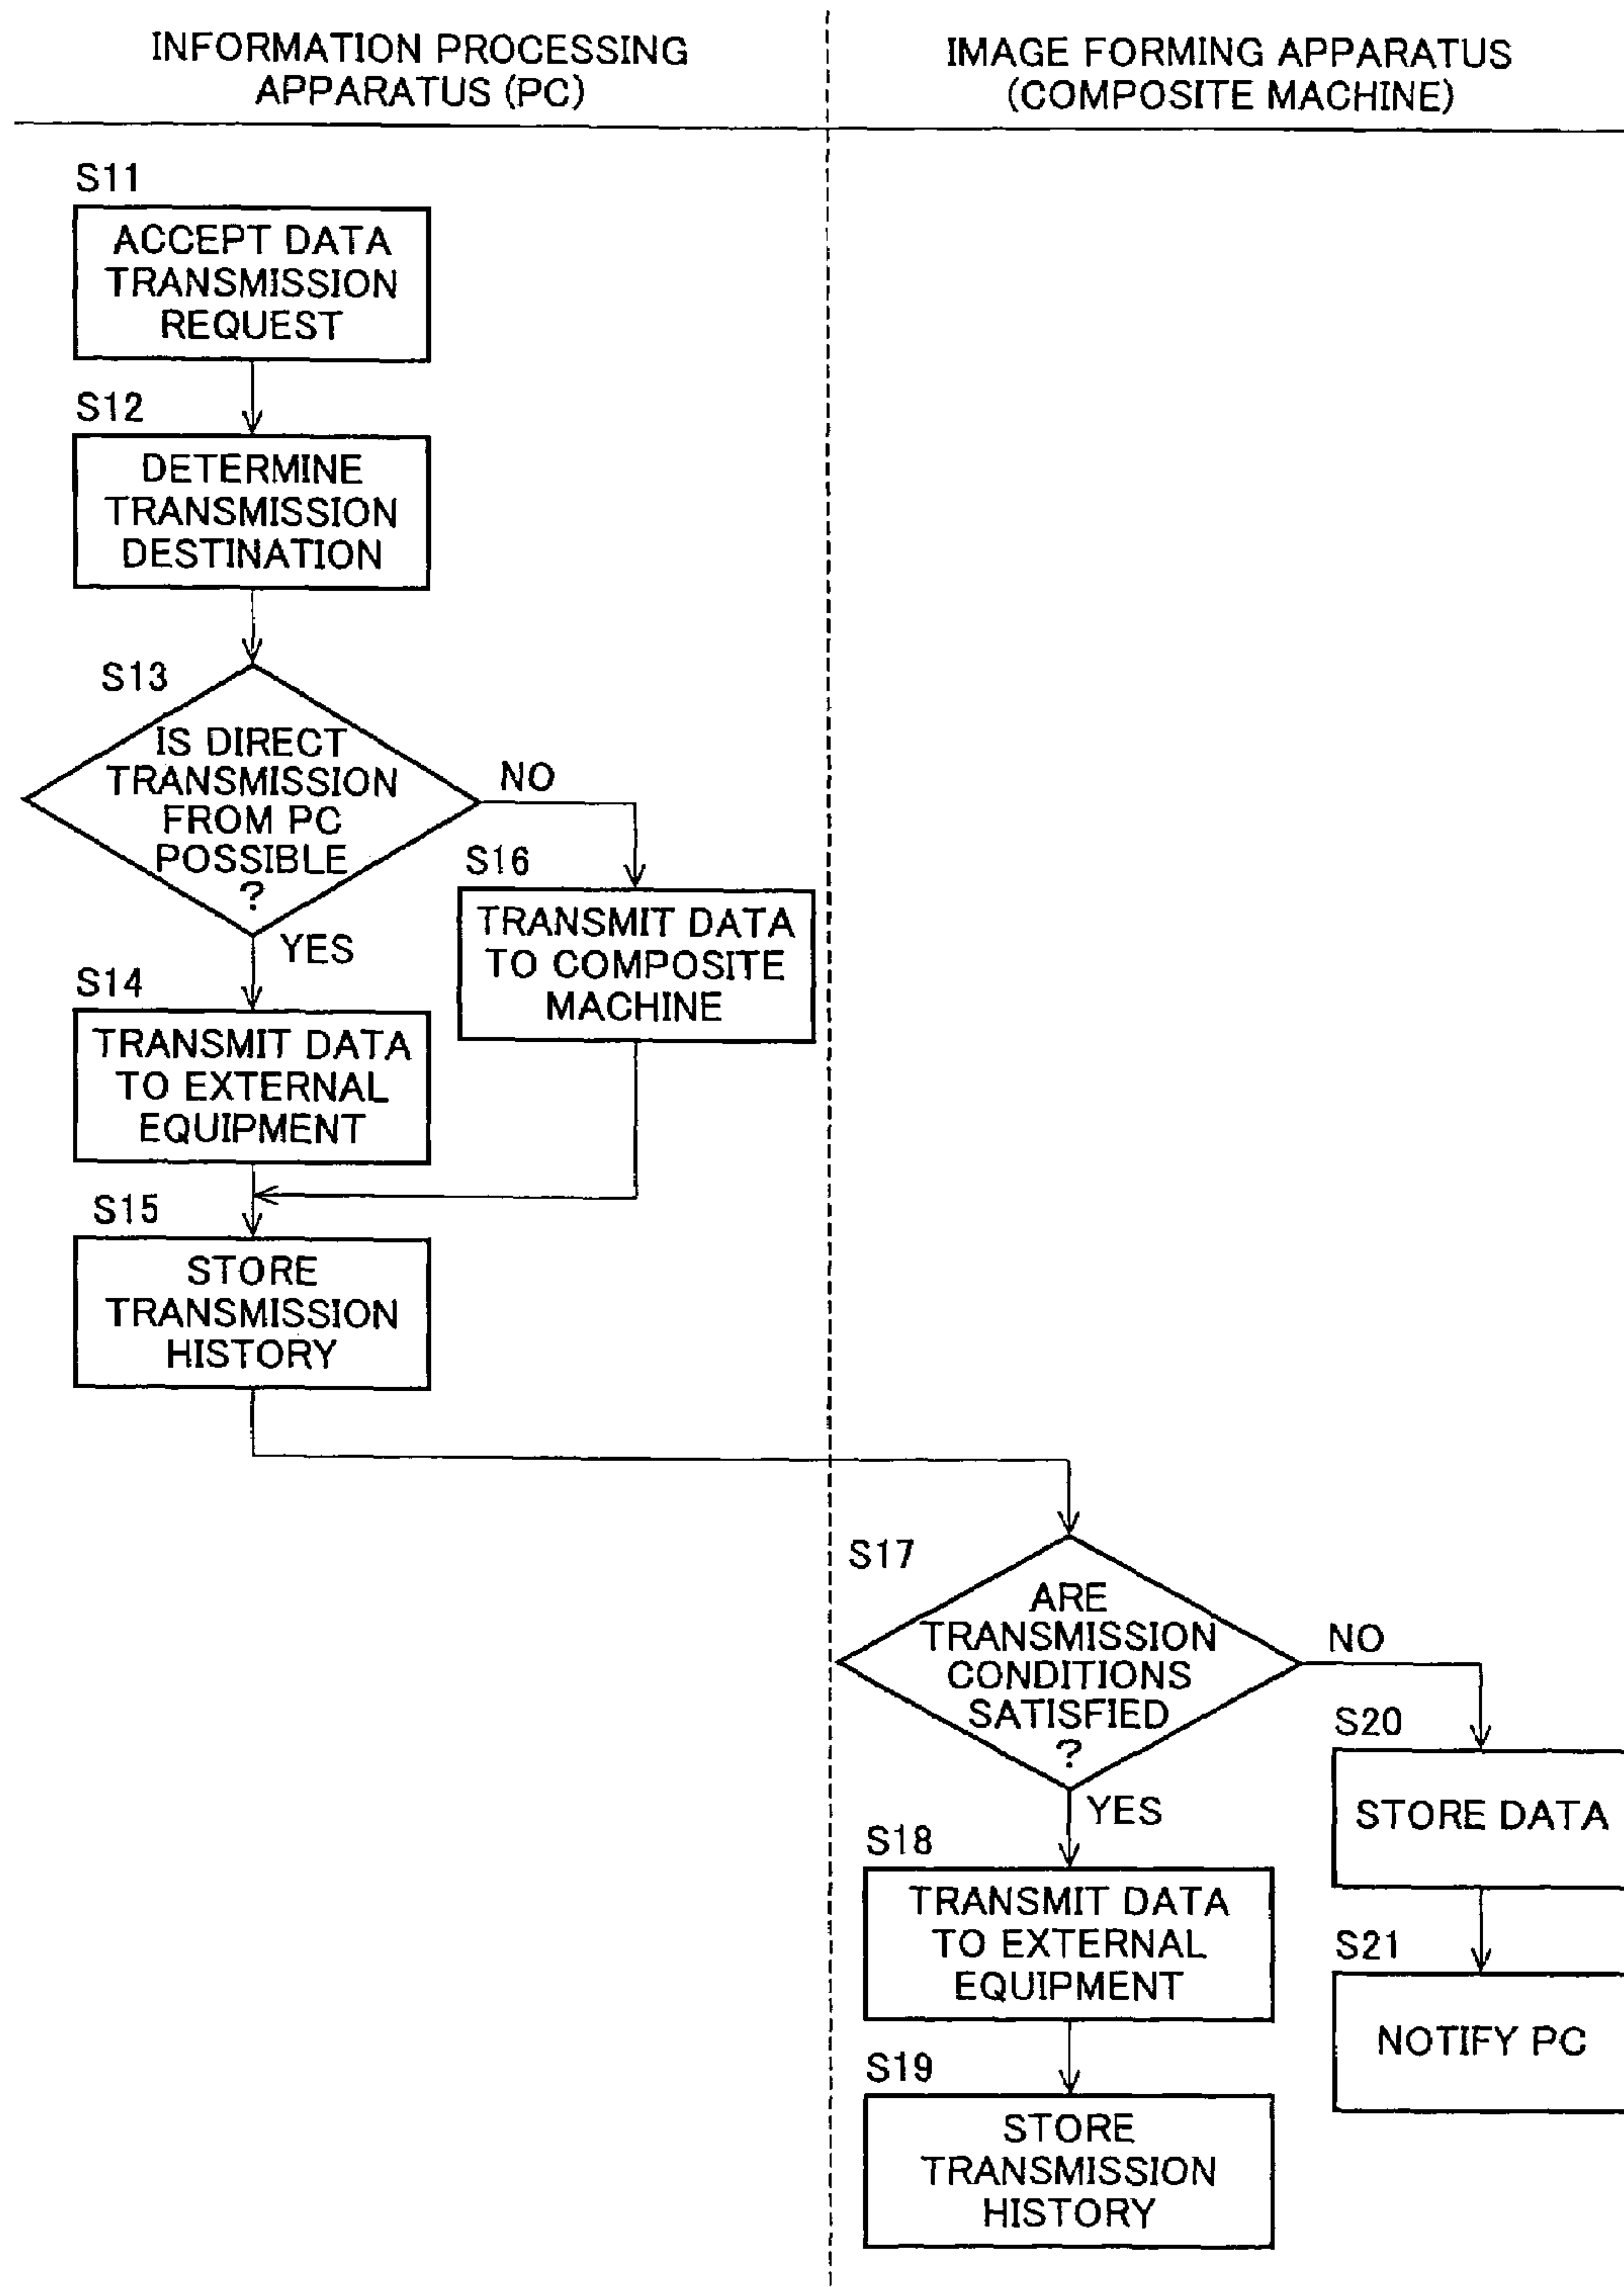 INFORMATION PROCESSING
APPARATUS (PC)
IMAGE FORMING APPARATUS
(COMPOSITE MACHINE)
S11
ACCEPT DATA
TRANSMISSION
REQUEST
S12
DETERMINE
TRANSMISSION
DESTINATION
S13
IS DIRECT
TRANSMISSION
FROM PC
POSSIBLE
?
NO
YES
S16
TRANSMIT DATA
TO COMPOSITE
MACHINE
S14
TRANSMIT DATA
TO EXTERNAL
EQUIPMENT
S15
STORE
TRANSMISSION
HISTORY
S17
ARE
TRANSMISSION
CONDITIONS
SATISFIED
?
NO
YES
S20
STORE DATA
S18
TRANSMIT DATA
TO EXTERNAL
EQUIPMENT
S21
NOTIFY PC
S19
STORE
TRANSMISSION
HISTORY